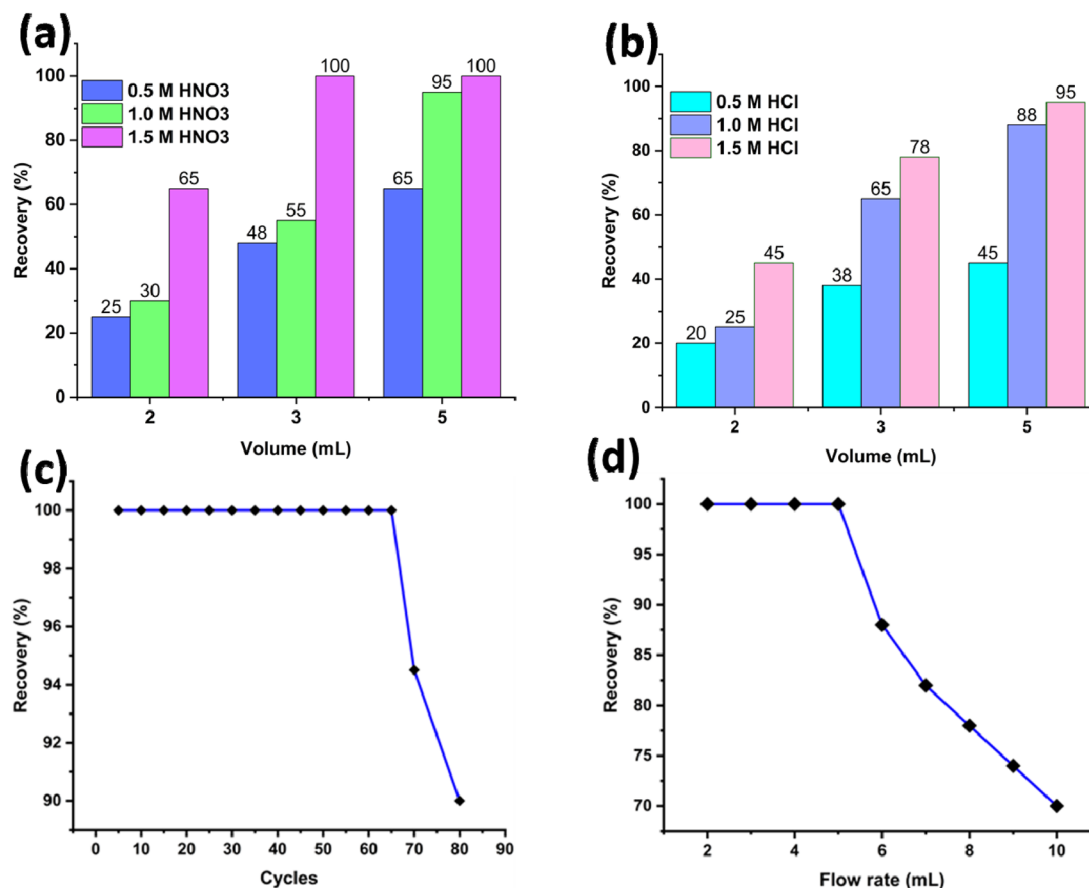 (a)
0.5 M HNO3
1.0 M HNO3
1.5 M HNO3
Recovery (%)
100
80
60
40
20
0
25
30
65
48
55
100
65
95
100
2
3
5
Volume (mL)
(b)
0.5 M HCl
1.0 M HCl
1.5 M HCl
Recovery (%)
100
80
60
40
20
0
20
25
45
38
65
78
45
88
95
2
3
5
Volume (mL)
(c)
Recovery (%)
100
98
96
94
92
90
0 10 20 30 40 50 60 70 80 90
Cycles
(d)
Recovery (%)
100
95
90
85
80
75
70
2 4 6 8 10
Flow rate (mL)